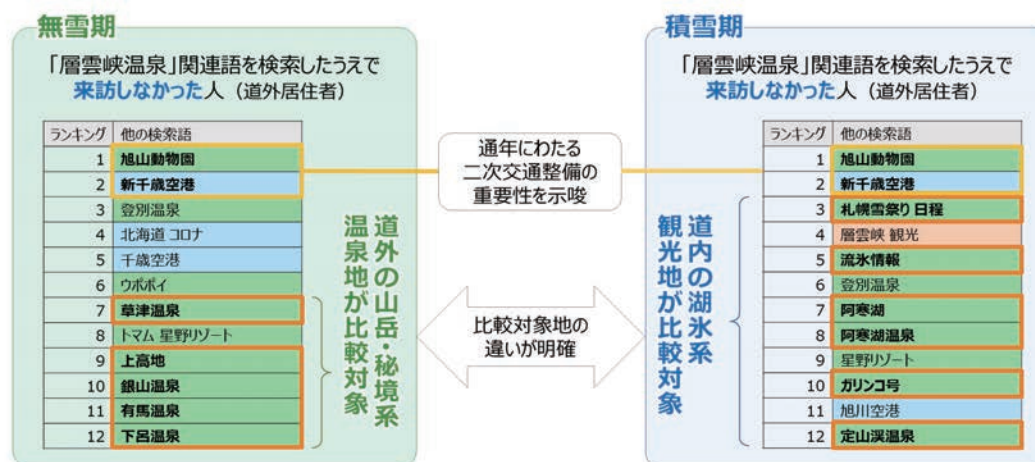 無雪期
「層雲峡温泉」関連語を検索したうえで
来訪しなかった人（道外居住者）
ランキング 他の検索語
1 旭山動物園
2 新千歳空港
3 登別温泉
4 北海道 コロナ
5 千歳空港
6 ウポポイ
7 草津温泉
8 トマム 星野リゾート
9 上高地
10 銀山温泉
11 有馬温泉
12 下呂温泉
道外の山岳・秘境系
温泉地が比較対象
通年にわたる
二次交通整備の
重要性を示唆
比較対象地の
違いが明確
積雪期
「層雲峡温泉」関連語を検索したうえで
来訪しなかった人（道外居住者）
道内の湖氷系
観光地が比較対象
ランキング 他の検索語
1 旭山動物園
2 新千歳空港
3 札幌雪祭り 日程
4 層雲峡 観光
5 流氷情報
6 登別温泉
7 阿寒湖
8 阿寒湖温泉
9 星野リゾート
10 ガリンコ号
11 旭川空港
12 定山渓温泉